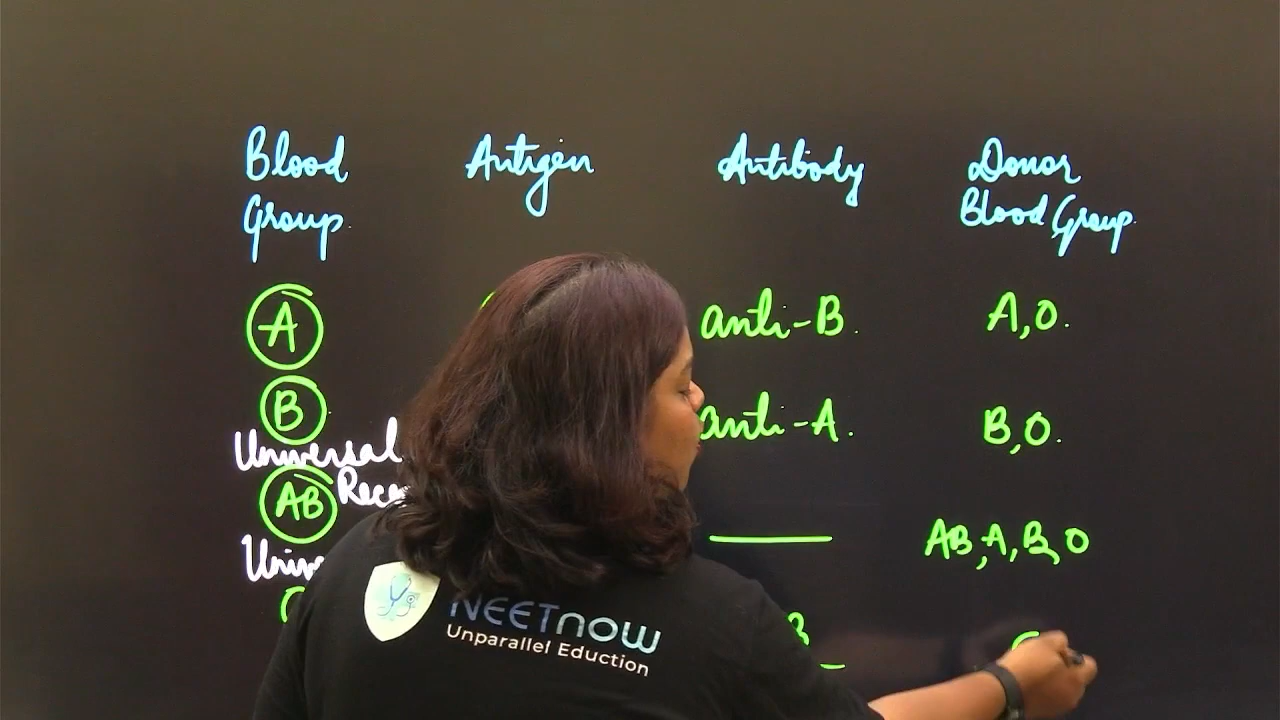 Blood Group Antigen Antibody Donor Blood Group
A anti-B. A,O.
B anti-A. B,O.
Universal
AB AB,A,B,O
NEETnow
Unparallel Eduction
B